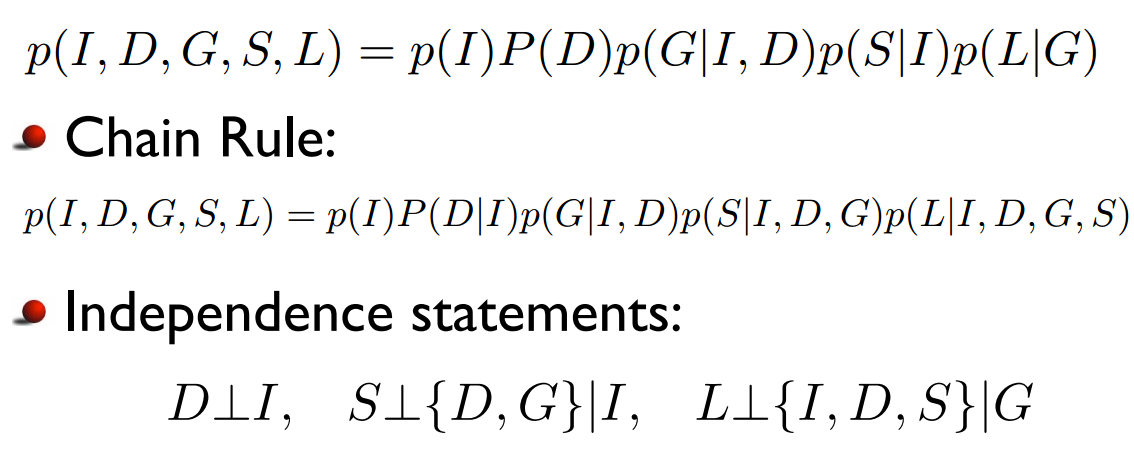 p(I, D, G, S, L) = p(I)P(D)p(G|I, D)p(S|I)p(L|G)
Chain Rule:
p(I, D, G, S, L) = p(I)P(D|I)p(G|I, D)p(S|I, D, G)p(L|I, D, G, S)
Independence statements:
D⊥I, S⊥{D, G}|I, L⊥{I, D, S}|G